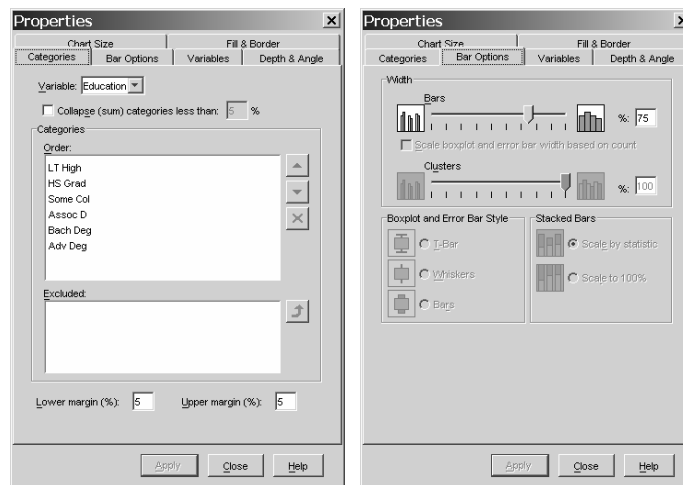 Properties
Chart Size Fill & Border
Categories Bar Options Variables Depth & Angle
Variable: Education
Collapse (sum) categories less than: 5 %
Categories
Order:
LT High
HS Grad
Some Col
Assoc D
Bach Deg
Adv Deg
Excluded:
Lower margin (%): 5 Upper margin (%): 5
Apply Close Help
Properties
Chart Size Fill & Border
Categories Bar Options Variables Depth & Angle
Width
Bars
%: 75
Scale boxplot and error bar width based on count
Clusters
%: 100
Boxplot and Error Bar Style
T-Bar
Whiskers
Bars
Stacked Bars
Scale by statistic
Scale to 100%
Apply Close Help